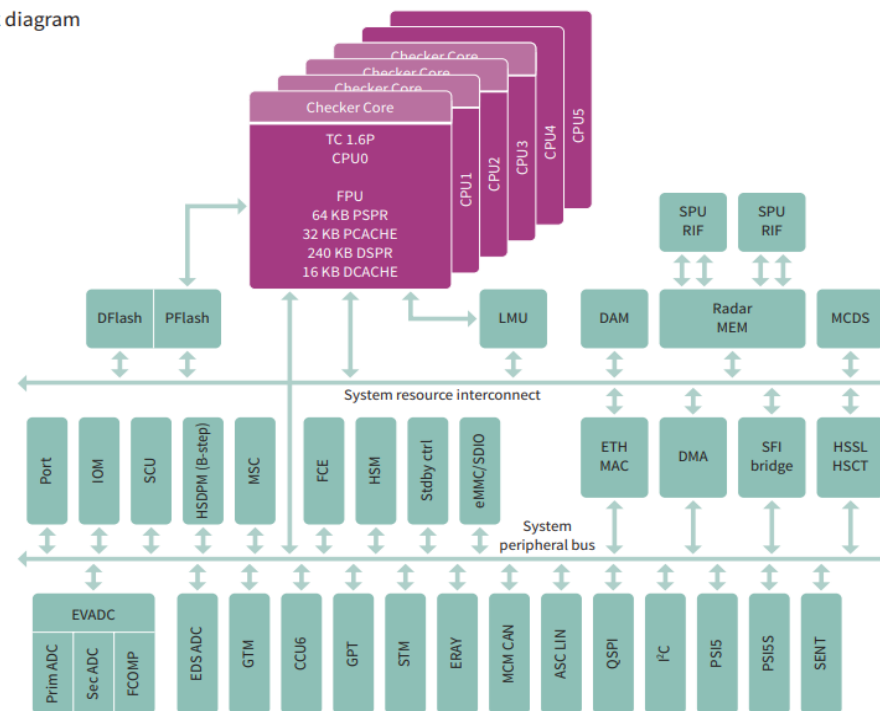 diagram
Checker Core
Checker Core
Checker Core
Checker Core
TC 1.6P
CPU0
FPU
64 KB PSPR
32 KB PCACHE
240 KB DSPR
16 KB DCACHE
CPU1
CPU2
CPU3
CPU4
CPU5
SPU
RIF
SPU
RIF
DFlash
PFlash
LMU
DAM
Radar
MEM
MCDS
System resource interconnect
Port
IOM
SCU
HSDPM (B-step)
MSC
FCE
HSM
Stdby ctrl
eMMC/SDIO
ETH
MAC
DMA
SFI
bridge
HSSL
HSCT
System
peripheral bus
EVADC
Prim ADC
Sec ADC
FCOMP
EDS ADC
GTM
CCU6
GPT
STM
ERAY
MCM CAN
ASC LIN
QSPI
I²C
PSI5
PSI5S
SENT